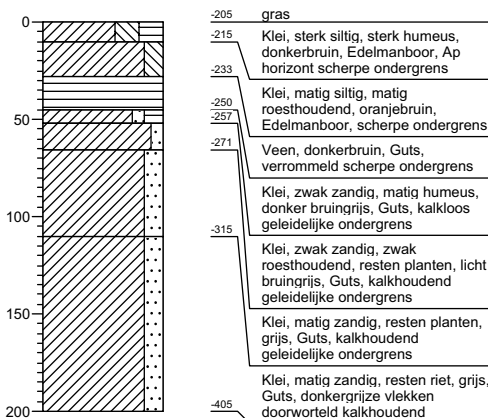 0
50
100
150
200
-205
-215
-233
-250
-257
-271
-315
-405
gras
Klei, sterk siltig, sterk humeus,
donkerbruin, Edelmanboor, Ap
horizont scherpe ondergrens
Klei, matig siltig, matig
roesthoudend, oranjebruin,
Edelmanboor, scherpe ondergrens
Veen, donkerbruin, Guts,
verrommeld scherpe ondergrens
Klei, zwak zandig, matig humeus,
donker bruingrijs, Guts, kalkloos
geleidelijke ondergrens
Klei, zwak zandig, zwak
roesthoudend, resten planten, licht
bruingrijs, Guts, kalkhoudend
geleidelijke ondergrens
Klei, matig zandig, resten planten,
grijs, Guts, kalkhoudend
geleidelijke ondergrens
Klei, matig zandig, resten riet, grijs,
Guts, donkergrijze vlekken
doorworteld kalkhoudend